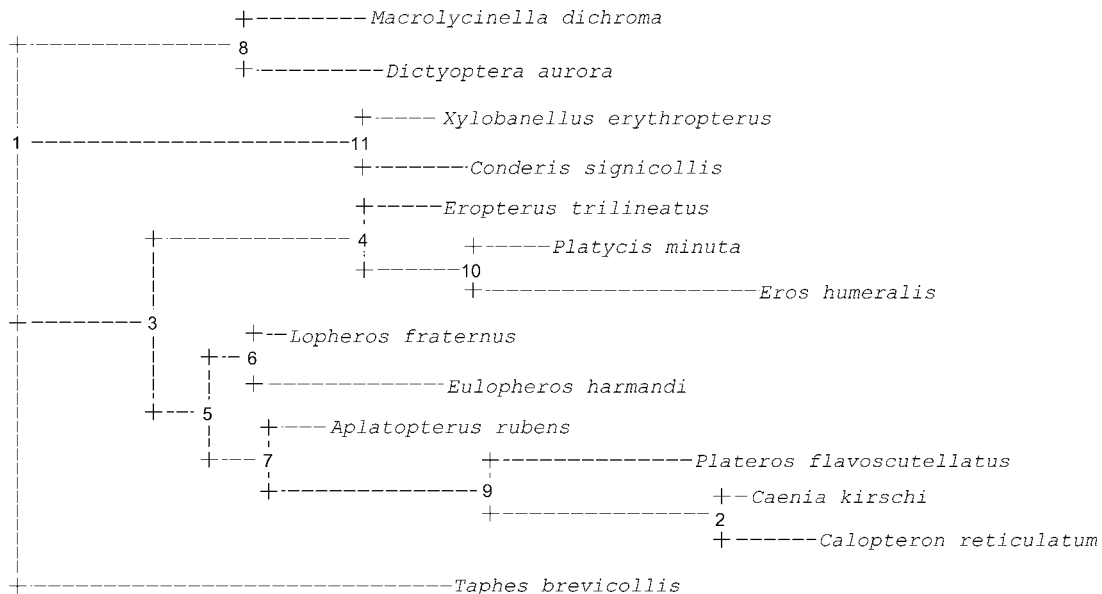 Macrolycinella dichroma
8
Dictyoptera aurora
Xylobanellus erythropterus
1 11
Conderis signicollis
Eropterus trilineatus
4
Platycis minuta
10
Eros humeralis
3
Lopheros fraternus
6
Eulopheros harmandi
5
Aplatopterus rubens
7
Plateros flavoscutellatus
9
Caenia kirschi
2
Calopteron reticulatum
Taphes brevicollis